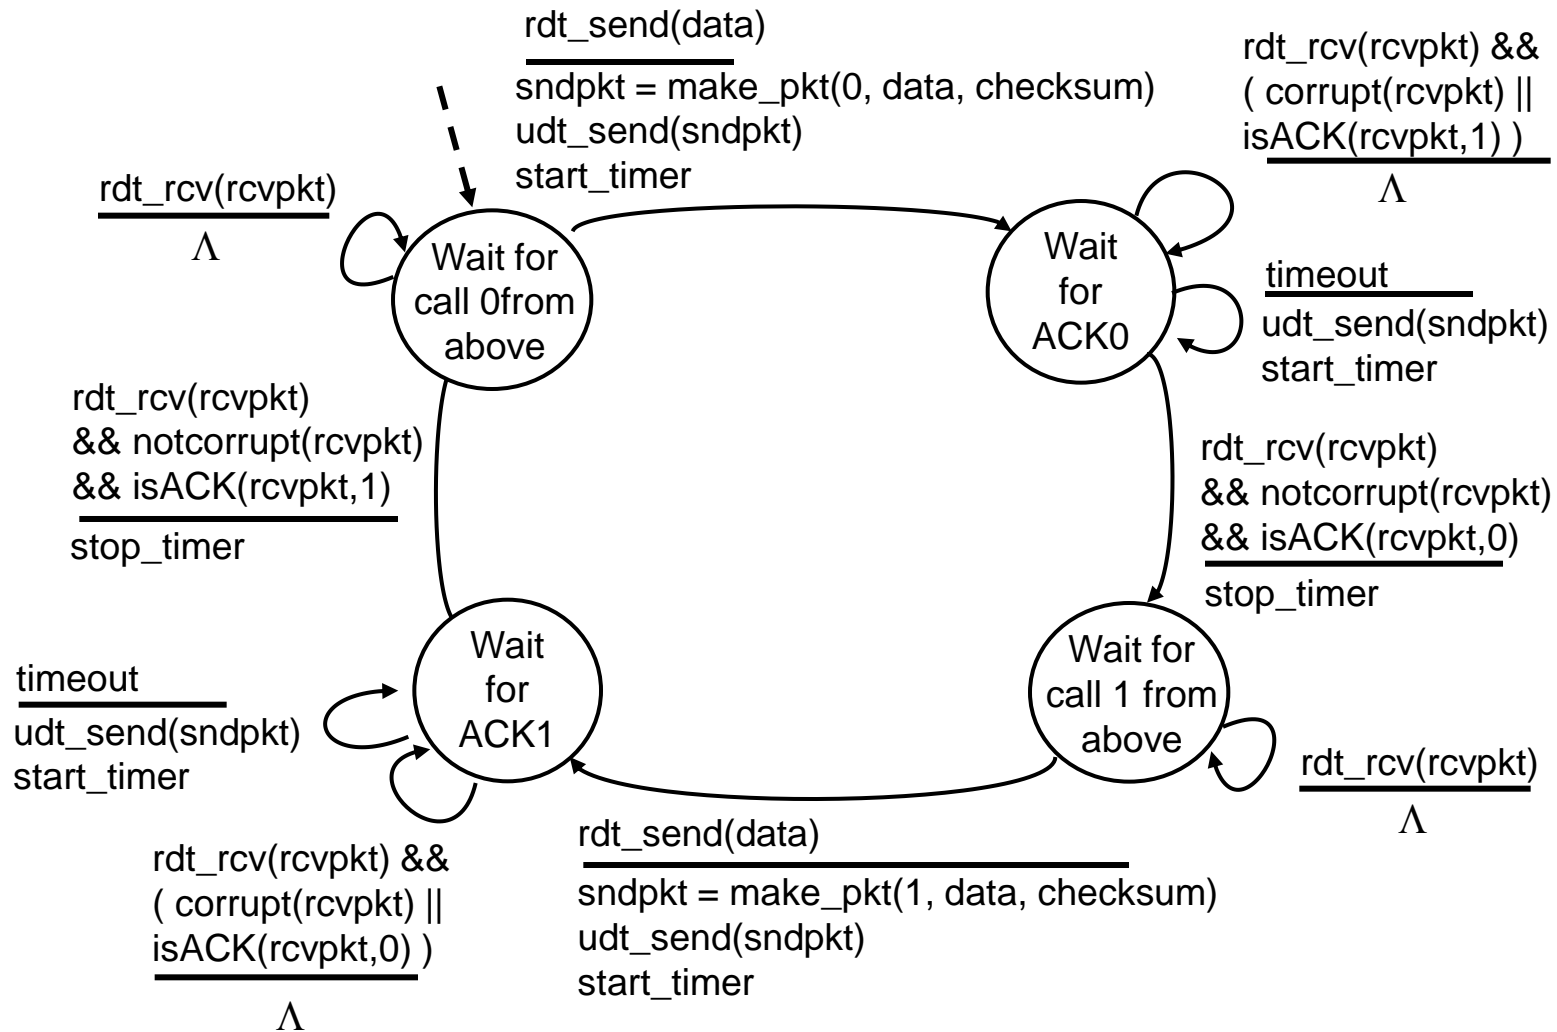 rdt_send(data)
sndpkt = make_pkt(0, data, checksum)
udt_send(sndpkt)
start_timer
rdt_rcv(rcvpkt) &&
( corrupt(rcvpkt) ||
isACK(rcvpkt,1) )
Λ
rdt_rcv(rcvpkt)
Λ
Wait for
call 0from
above
Wait
for
ACK0
timeout
udt_send(sndpkt)
start_timer
rdt_rcv(rcvpkt)
&& notcorrupt(rcvpkt)
&& isACK(rcvpkt,1)
stop_timer
rdt_rcv(rcvpkt)
&& notcorrupt(rcvpkt)
&& isACK(rcvpkt,0)
stop_timer
Wait
for
ACK1
Wait for
call 1 from
above
timeout
udt_send(sndpkt)
start_timer
rdt_rcv(rcvpkt)
Λ
rdt_rcv(rcvpkt) &&
( corrupt(rcvpkt) ||
isACK(rcvpkt,0) )
Λ
rdt_send(data)
sndpkt = make_pkt(1, data, checksum)
udt_send(sndpkt)
start_timer